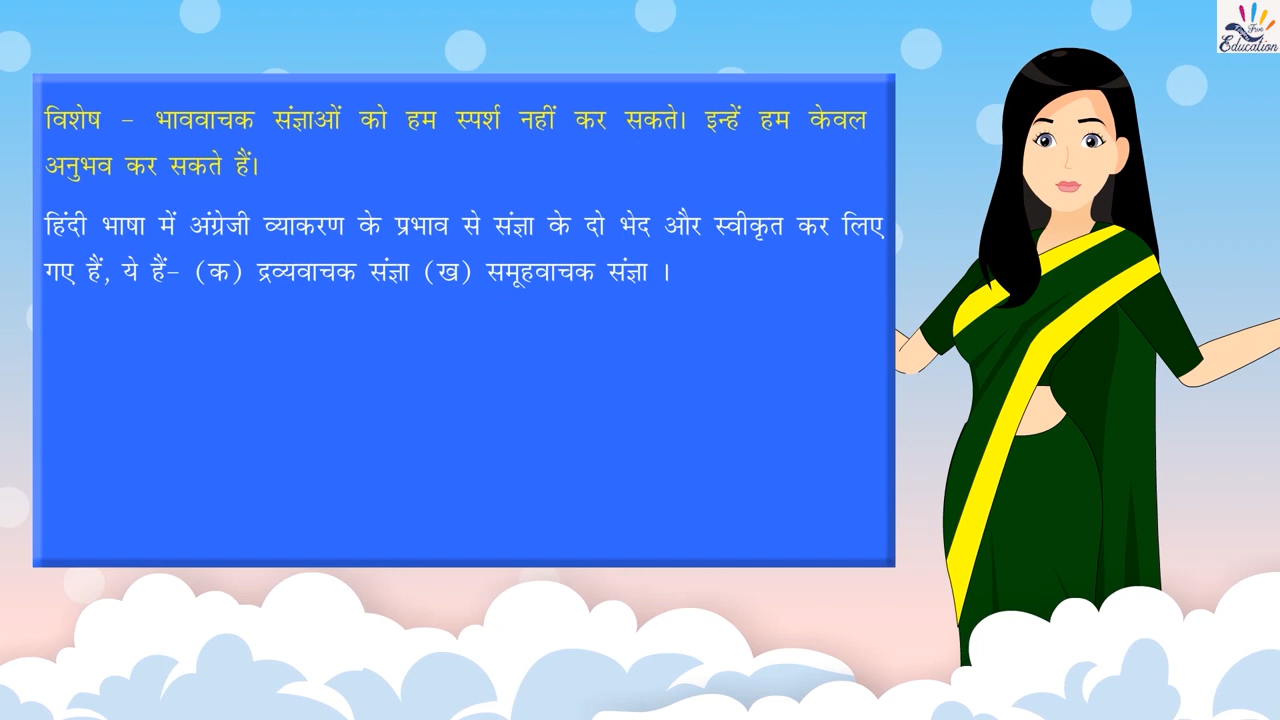 विशेष – भाववाचक संज्ञाओं को हम स्पर्श नहीं कर सकते। इन्हें हम केवल
अनुभव कर सकते हैं।
हिंदी भाषा में अंग्रेजी व्याकरण के प्रभाव से संज्ञा के दो भेद और स्वीकृत कर लिए
गए हैं, ये हैं– (क) द्रव्यवाचक संज्ञा (ख) समूहवाचक संज्ञा ।
Five
Education